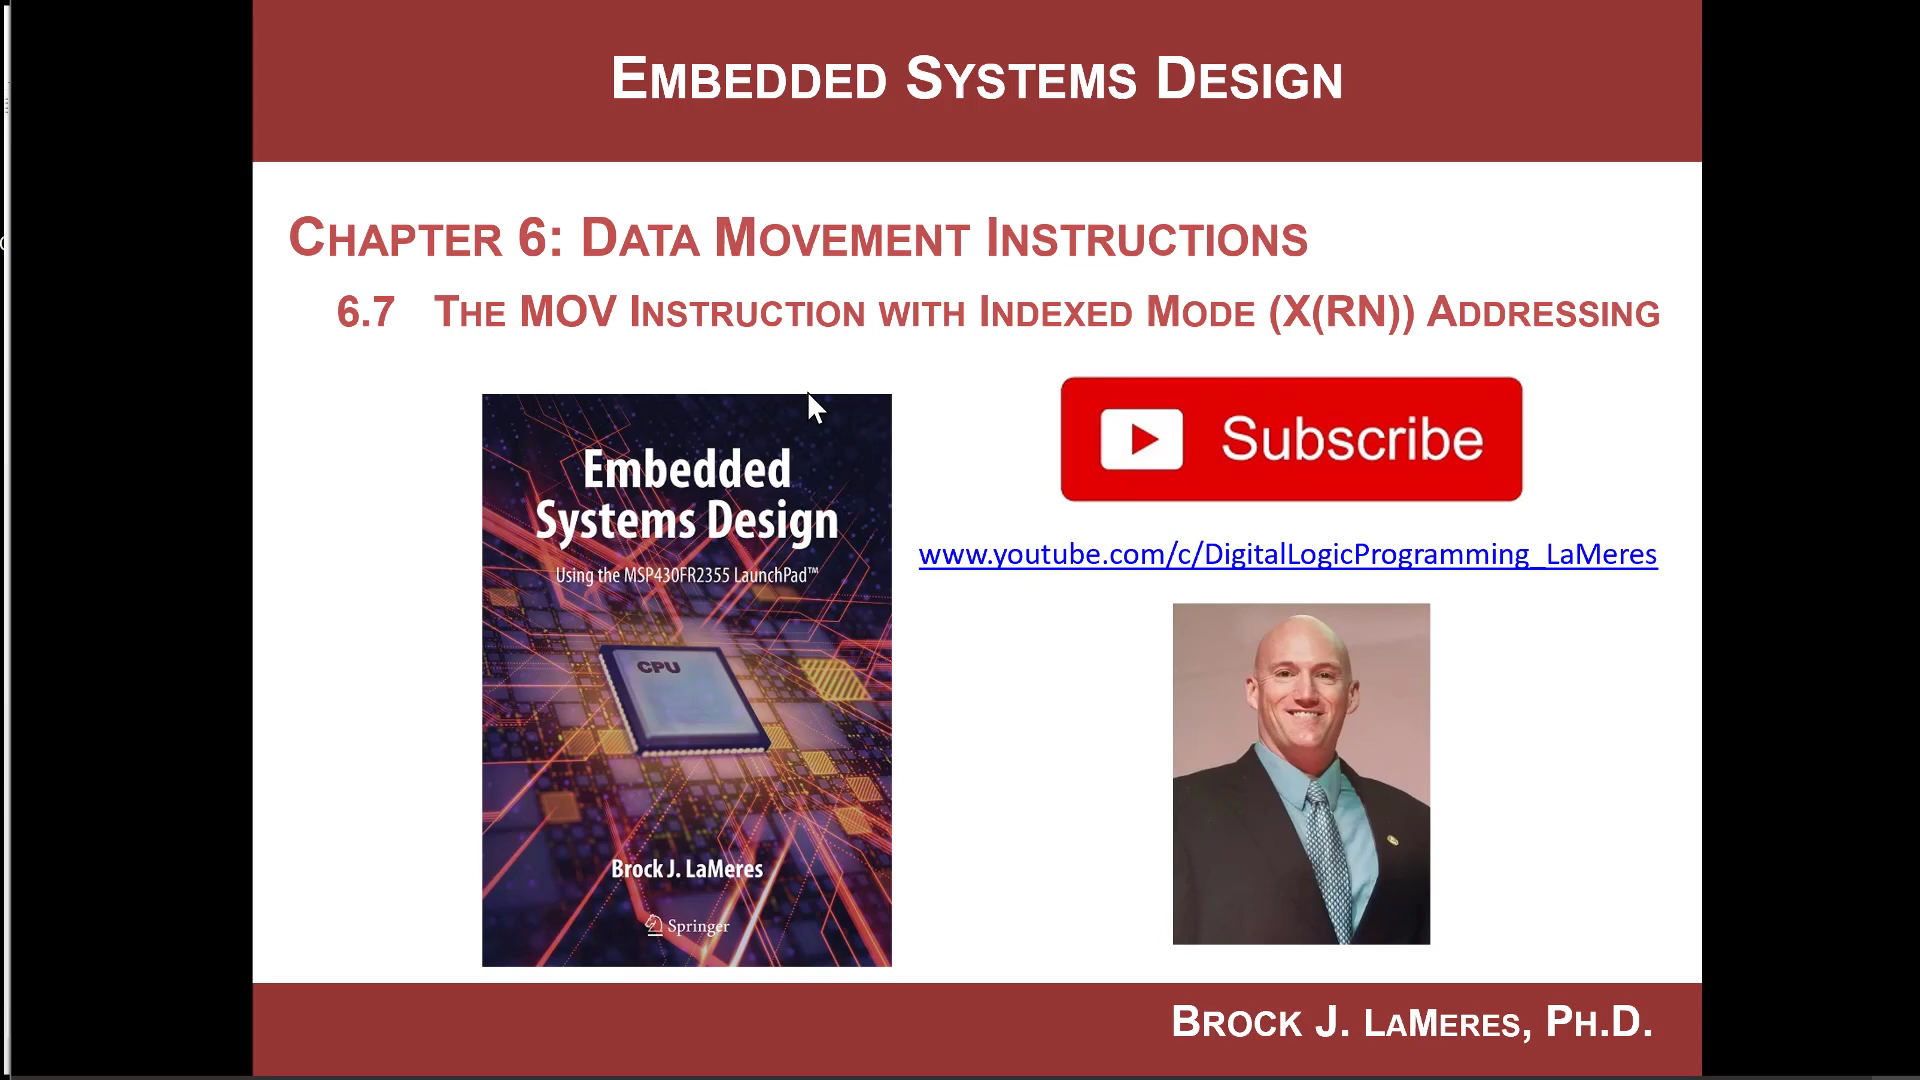 EMBEDDED SYSTEMS DESIGN
CHAPTER 6: DATA MOVEMENT INSTRUCTIONS
6.7 THE MOV INSTRUCTION WITH INDEXED MODE (X(RN)) ADDRESSING
Embedded
Systems Design
Using the MSP430FR2355 LaunchPad™
CPU
Brock J. LaMeres
Springer
Subscribe
www.youtube.com/c/DigitalLogicProgramming_LaMeres
BROCK J. LAMERES, PH.D.